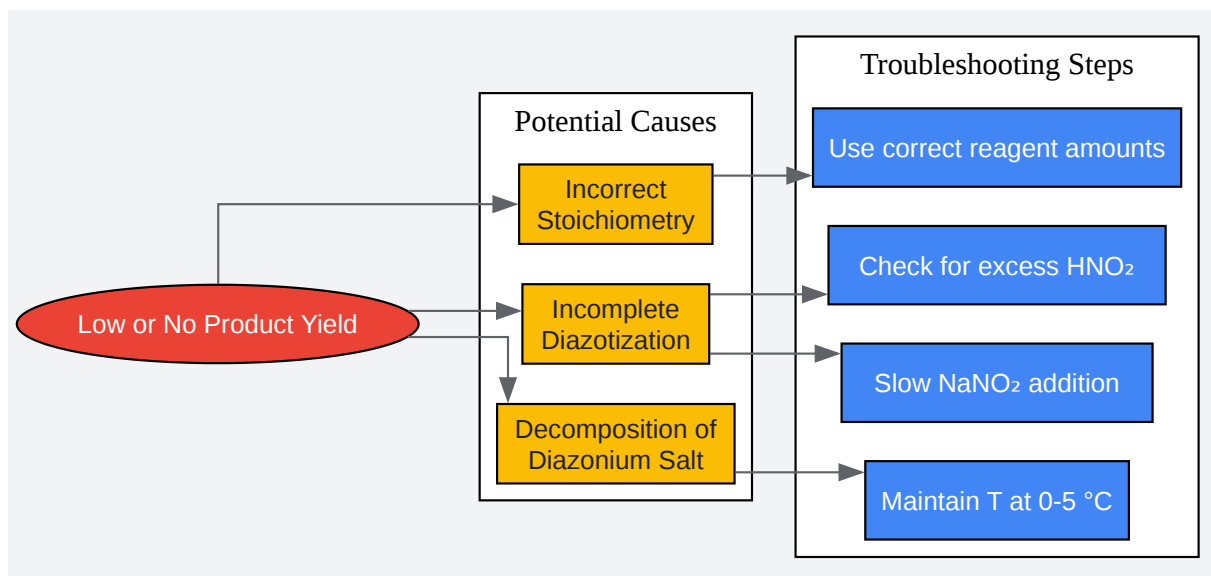 Low or No Product Yield
Potential Causes
Incorrect
Stoichiometry
Incomplete
Diazotization
Decomposition of
Diazonium Salt
Troubleshooting Steps
Use correct reagent amounts
Check for excess HNO₂
Slow NaNO₂ addition
Maintain T at 0-5 °C